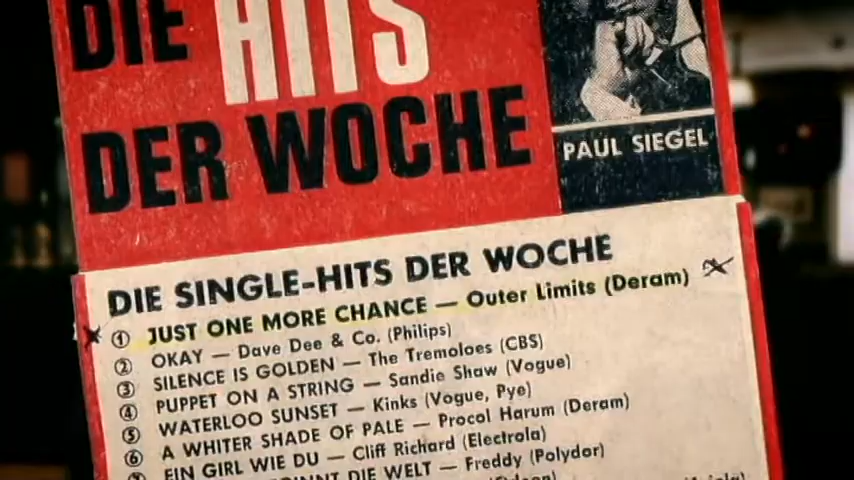 DIE HITS
DER WOCHE
PAUL SIEGEL
DIE SINGLE-HITS DER WOCHE
1 JUST ONE MORE CHANCE — Outer Limits (Deram)
2 OKAY — Dave Dee & Co. (Philips)
3 SILENCE IS GOLDEN — The Tremoloes (CBS)
4 PUPPET ON A STRING — Sandie Shaw (Vogue)
5 WATERLOO SUNSET — Kinks (Vogue, Pye)
6 A WHITER SHADE OF PALE — Procol Harum (Deram)
EIN GIRL WIE DU — Cliff Richard (Electrola)
DIE WELT — Freddy (Polydor)